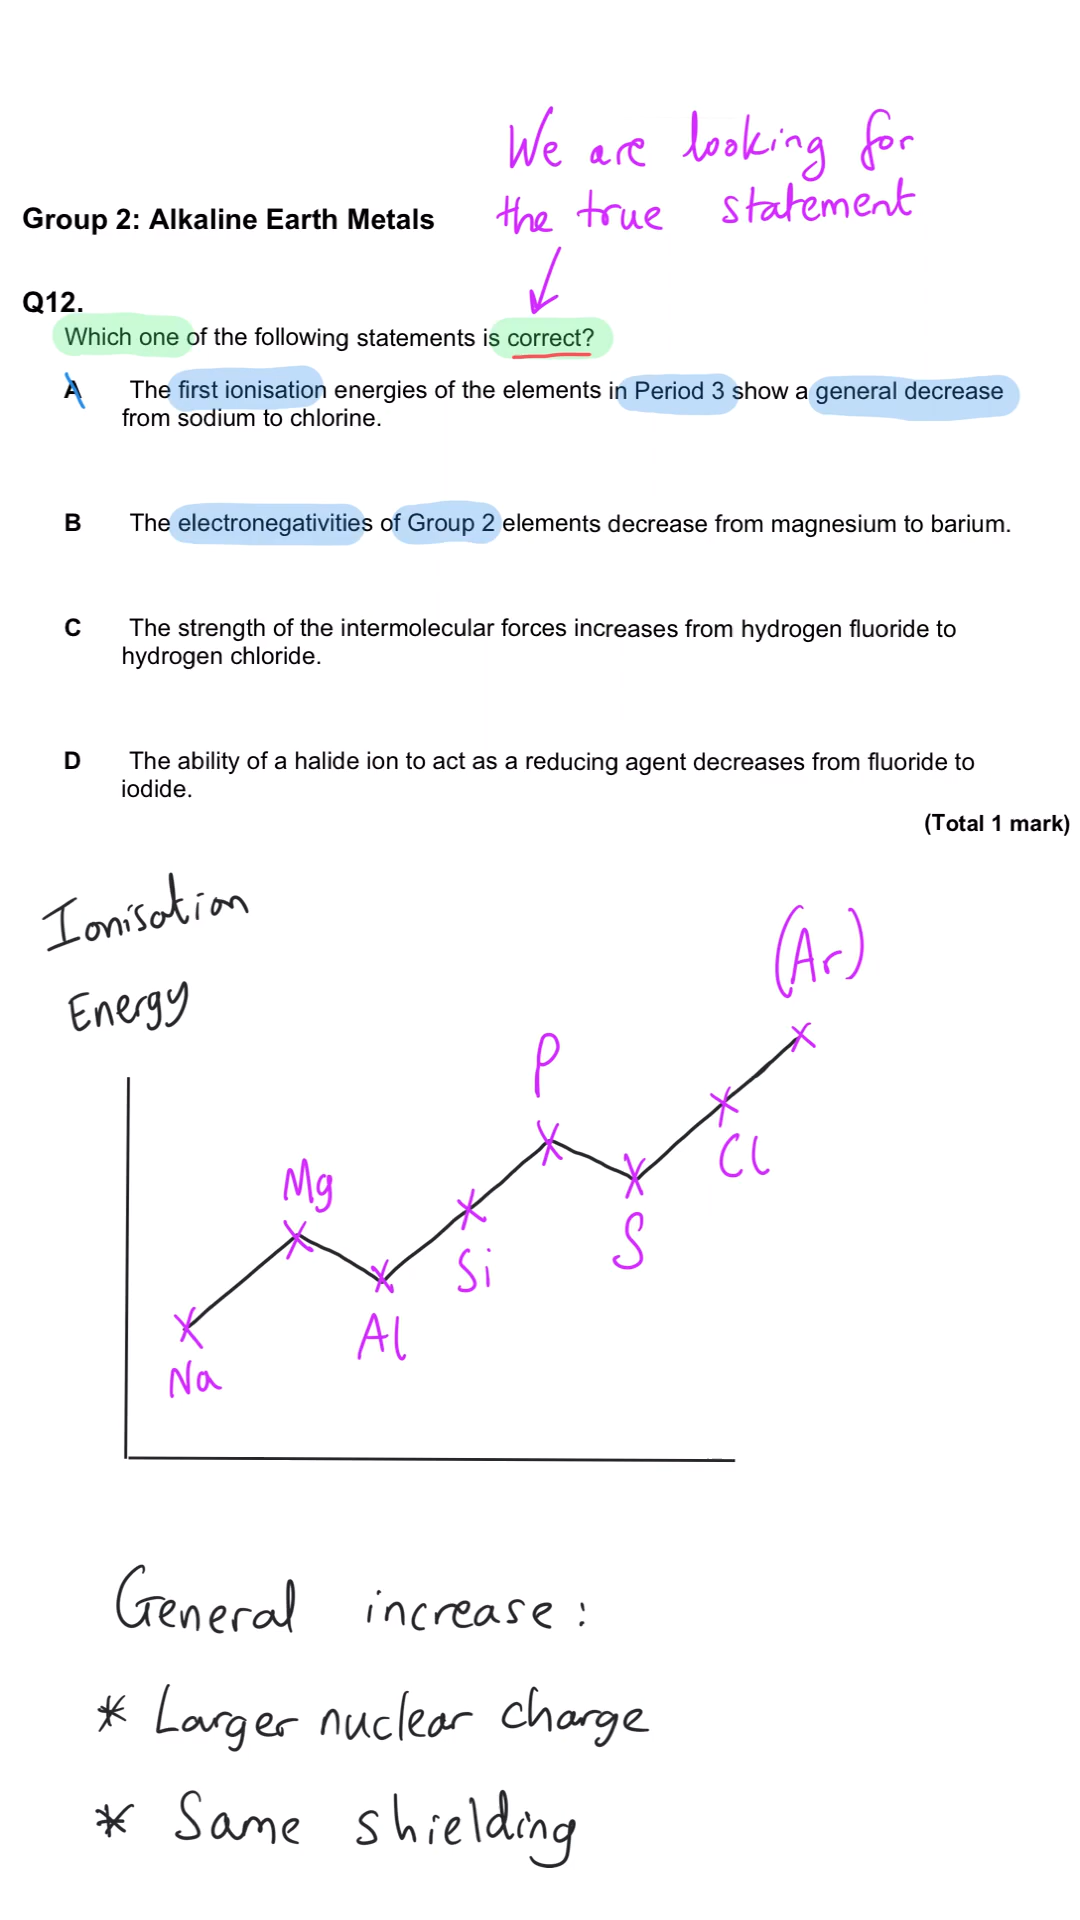 We are looking for
the true statement
Group 2: Alkaline Earth Metals
Q12.
Which one of the following statements is correct?
A The first ionisation energies of the elements in Period 3 show a general decrease
from sodium to chlorine.
B The electronegativities of Group 2 elements decrease from magnesium to barium.
C The strength of the intermolecular forces increases from hydrogen fluoride to
hydrogen chloride.
D The ability of a halide ion to act as a reducing agent decreases from fluoride to
iodide.
(Total 1 mark)
Ionisation
Energy
(Ar)
P
Cl
Mg
S
Si
Al
Na
General increase:
* Larger nuclear charge
* Same shielding